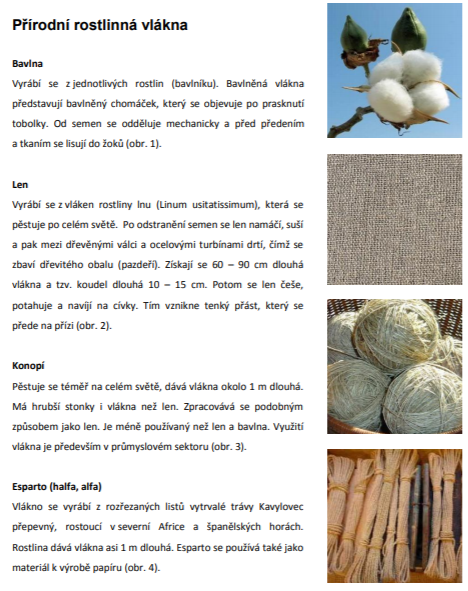 Přírodní rostlinná vlákna
Bavlna
Vyrábí se z jednotlivých rostlin (bavlníku). Bavlněná vlákna
představují bavlněný chomáček, který se objevuje po prasknutí
tobolky. Od semen se odděluje mechanicky a před předením
a tkaním se lisují do žoků (obr. 1).
Len
Vyrábí se z vláken rostliny lnu (Linum usitatissimum), která se
pěstuje po celém světě. Po odstranění semen se len namáčí, suší
a pak mezi dřevěnými válci a ocelovými turbínami drtí, čímž se
zbaví dřevitého obalu (pazdeří). Získají se 60 – 90 cm dlouhá
vlákna a tzv. koudel dlouhá 10 – 15 cm. Potom se len češe,
potahuje a navíjí na cívky. Tím vznikne tenký přást, který se
přede na přízi (obr. 2).
Konopí
Pěstuje se téměř na celém světě, dává vlákna okolo 1 m dlouhá.
Má hrubší stonky i vlákna než len. Zpracovává se podobným
způsobem jako len. Je méně používaný než len a bavlna. Využití
vlákna je především v průmyslovém sektoru (obr. 3).
Esparto (halfa, alfa)
Vlákno se vyrábí z rozřezaných listů vytrvalé trávy Kavylovec
přepevný, rostoucí v severní Africe a španělských horách.
Rostlina dává vlákna asi 1 m dlouhá. Esparto se používá také jako
materiál k výrobě papíru (obr. 4).